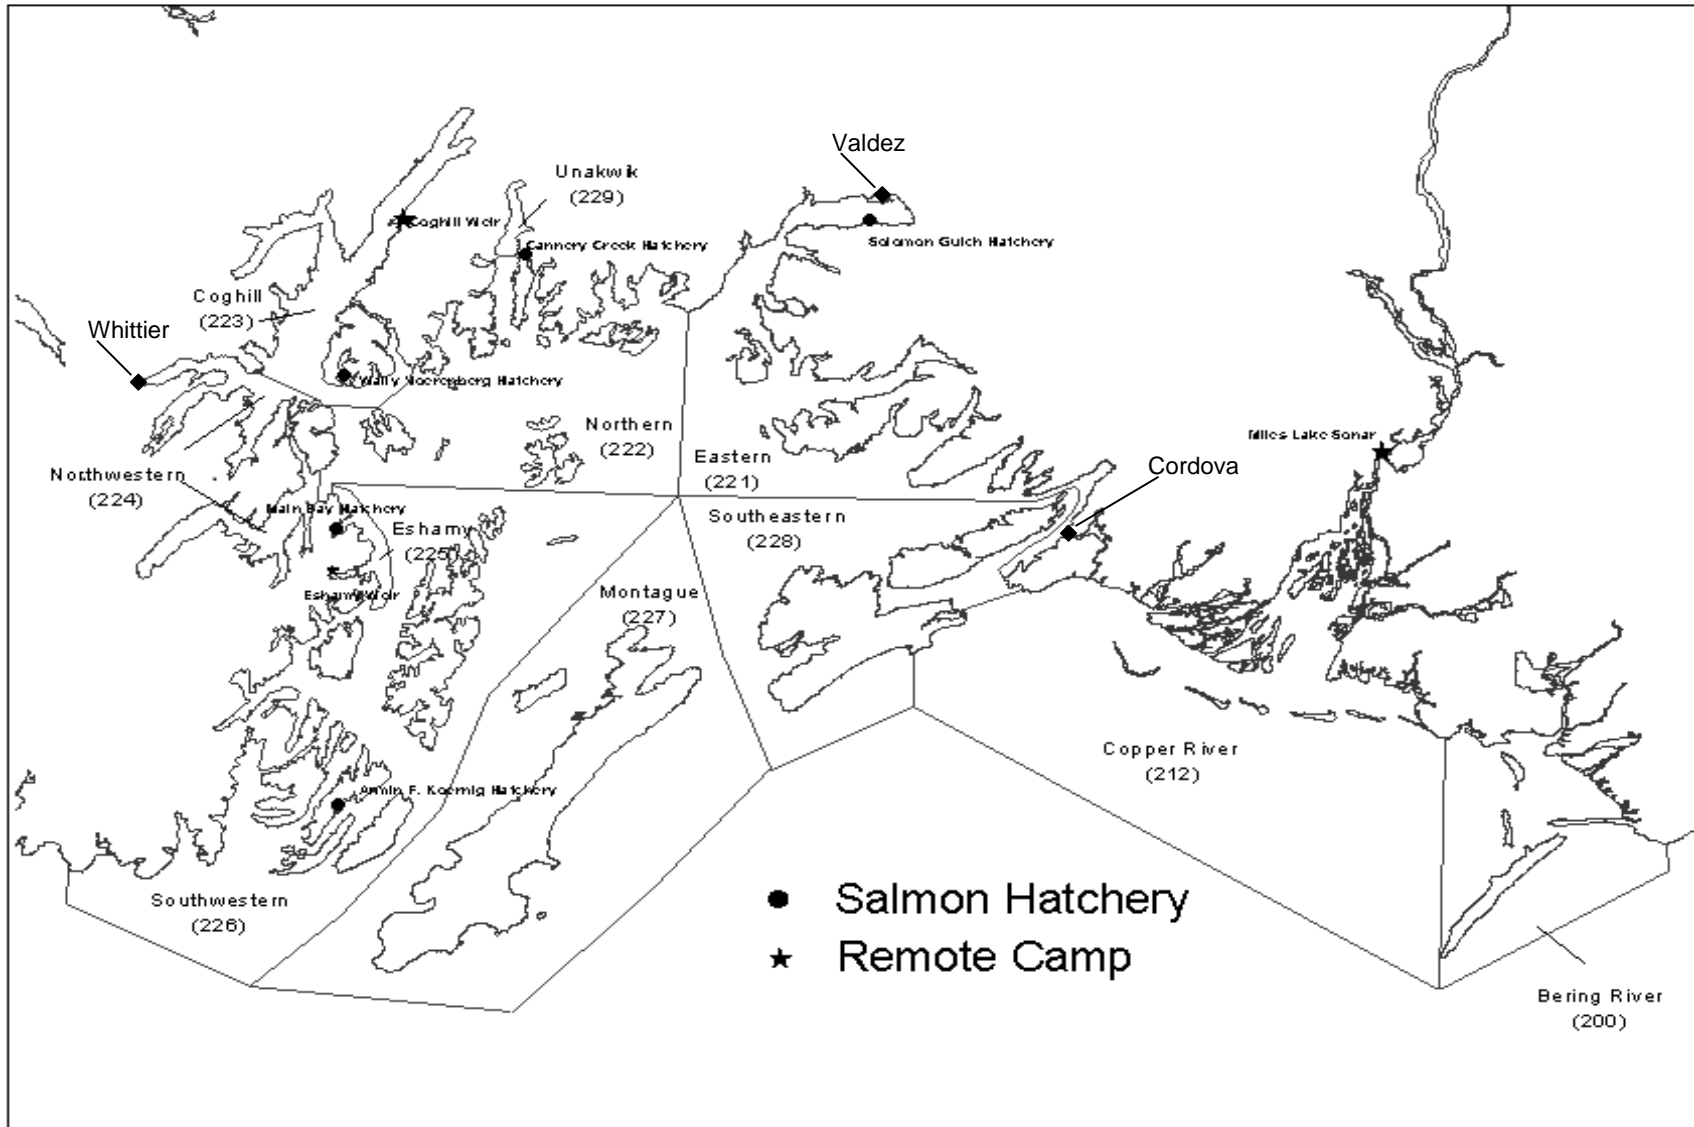 Valdez
Unakwik
(229)
Coghill Weir
Cannery Creek Hatchery
Solomon Gulch Hatchery
Coghill
(223)
Whittier
Wally Noerenberg Hatchery
Northern
(222)
Miles Lake Sonar
Eastern
(221)
Cordova
Northwestern
(224)
Main Bay Hatchery
Eshamy
(225)
Southeastern
(228)
Eshamy Weir
Montague
(227)
Copper River
(212)
Armin F. Koernig Hatchery
Southwestern
(226)
Salmon Hatchery
Remote Camp
Bering River
(200)